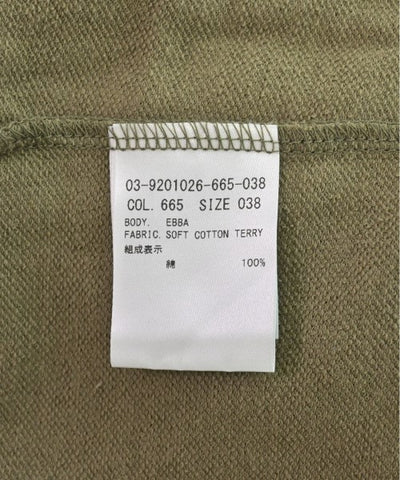 03-9201026-665-038
COL. 665 SIZE 038
BODY. EBBA
FABRIC. SOFT COTTON TERRY
組成表示
綿 100%